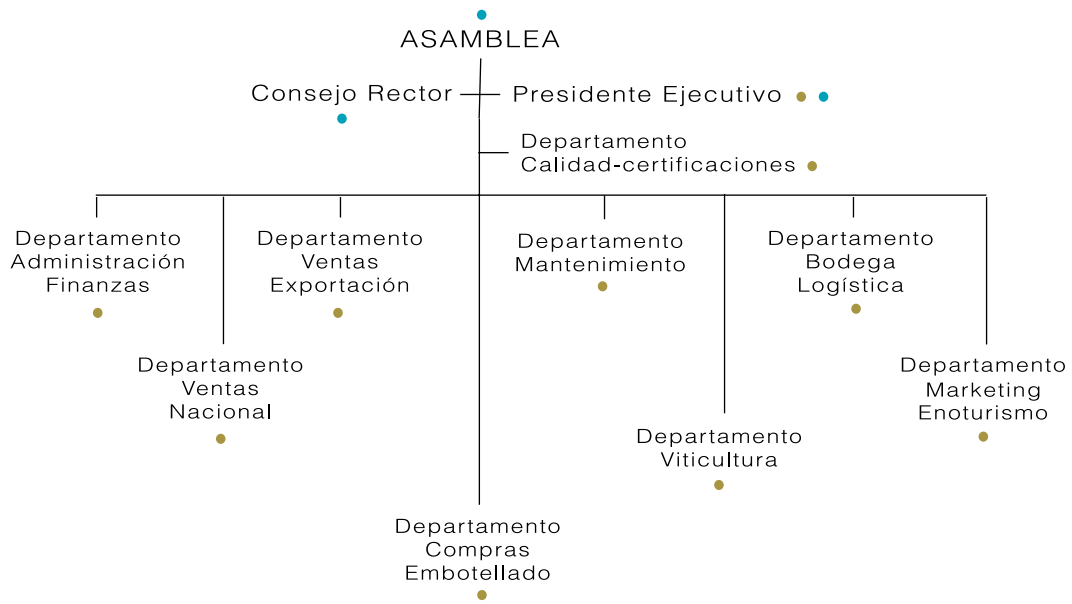 ASAMBLEA
Consejo Rector
Presidente Ejecutivo
Departamento
Calidad-certificaciones
Departamento
Administración
Finanzas
Departamento
Ventas
Nacional
Departamento
Ventas
Exportación
Departamento
Compras
Embotellado
Departamento
Mantenimiento
Departamento
Viticultura
Departamento
Bodega
Logística
Departamento
Marketing
Enoturismo